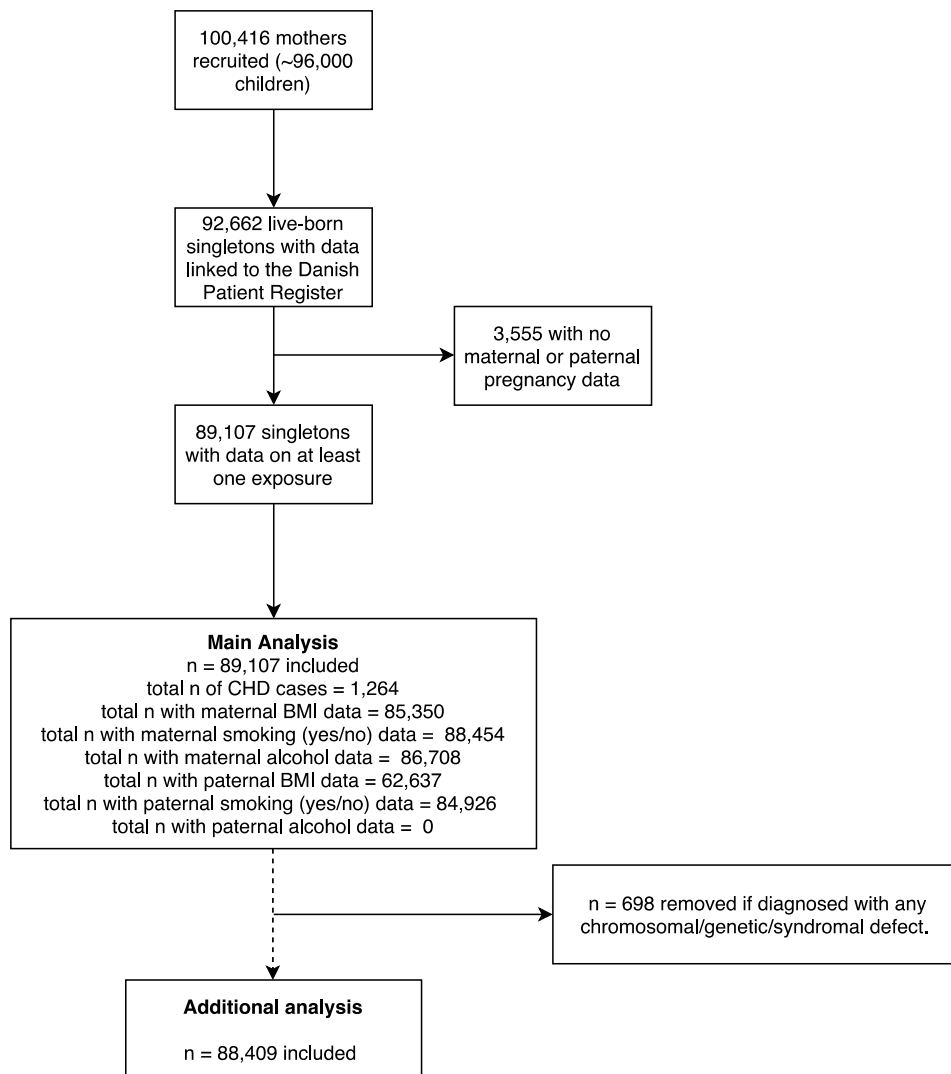 100,416 mothers
recruited (~96,000
children)
92,662 live-born
singletons with data
linked to the Danish
Patient Register
3,555 with no
maternal or paternal
pregnancy data
89,107 singletons
with data on at least
one exposure
Main Analysis
n = 89,107 included
total n of CHD cases = 1,264
total n with maternal BMI data = 85,350
total n with maternal smoking (yes/no) data = 88,454
total n with maternal alcohol data = 86,708
total n with paternal BMI data = 62,637
total n with paternal smoking (yes/no) data = 84,926
total n with paternal alcohol data = 0
n = 698 removed if diagnosed with any
chromosomal/genetic/syndromal defect.
Additional analysis
n = 88,409 included